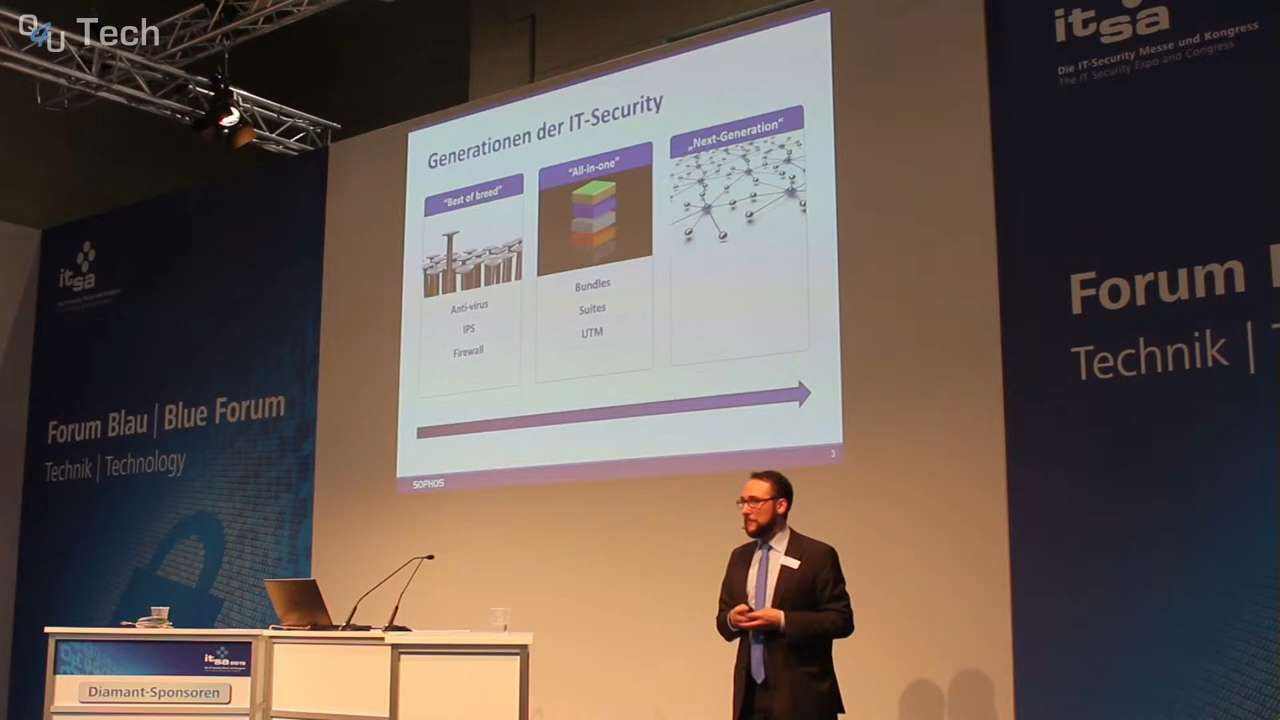 Q4U Tech
itsa
Die IT-Security Messe und Kongress
The IT Security Expo and Congress
Generationen der IT-Security
"Best of breed"
Anti-virus
IPS
Firewall
"All-in-one"
Bundles
Suites
UTM
„Next-Generation“
3
SOPHOS
itsa
Forum Blau | Blue Forum
Technik | Technology
Forum
Technik |
itsa 2015
Diamant-Sponsoren